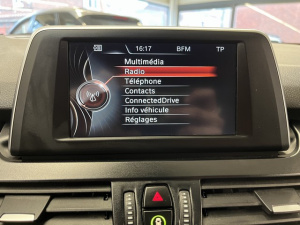 16:17 BFM TP
Multimédia
Radio
Téléphone
Contacts
ConnectedDrive
Info véhicule
Réglages